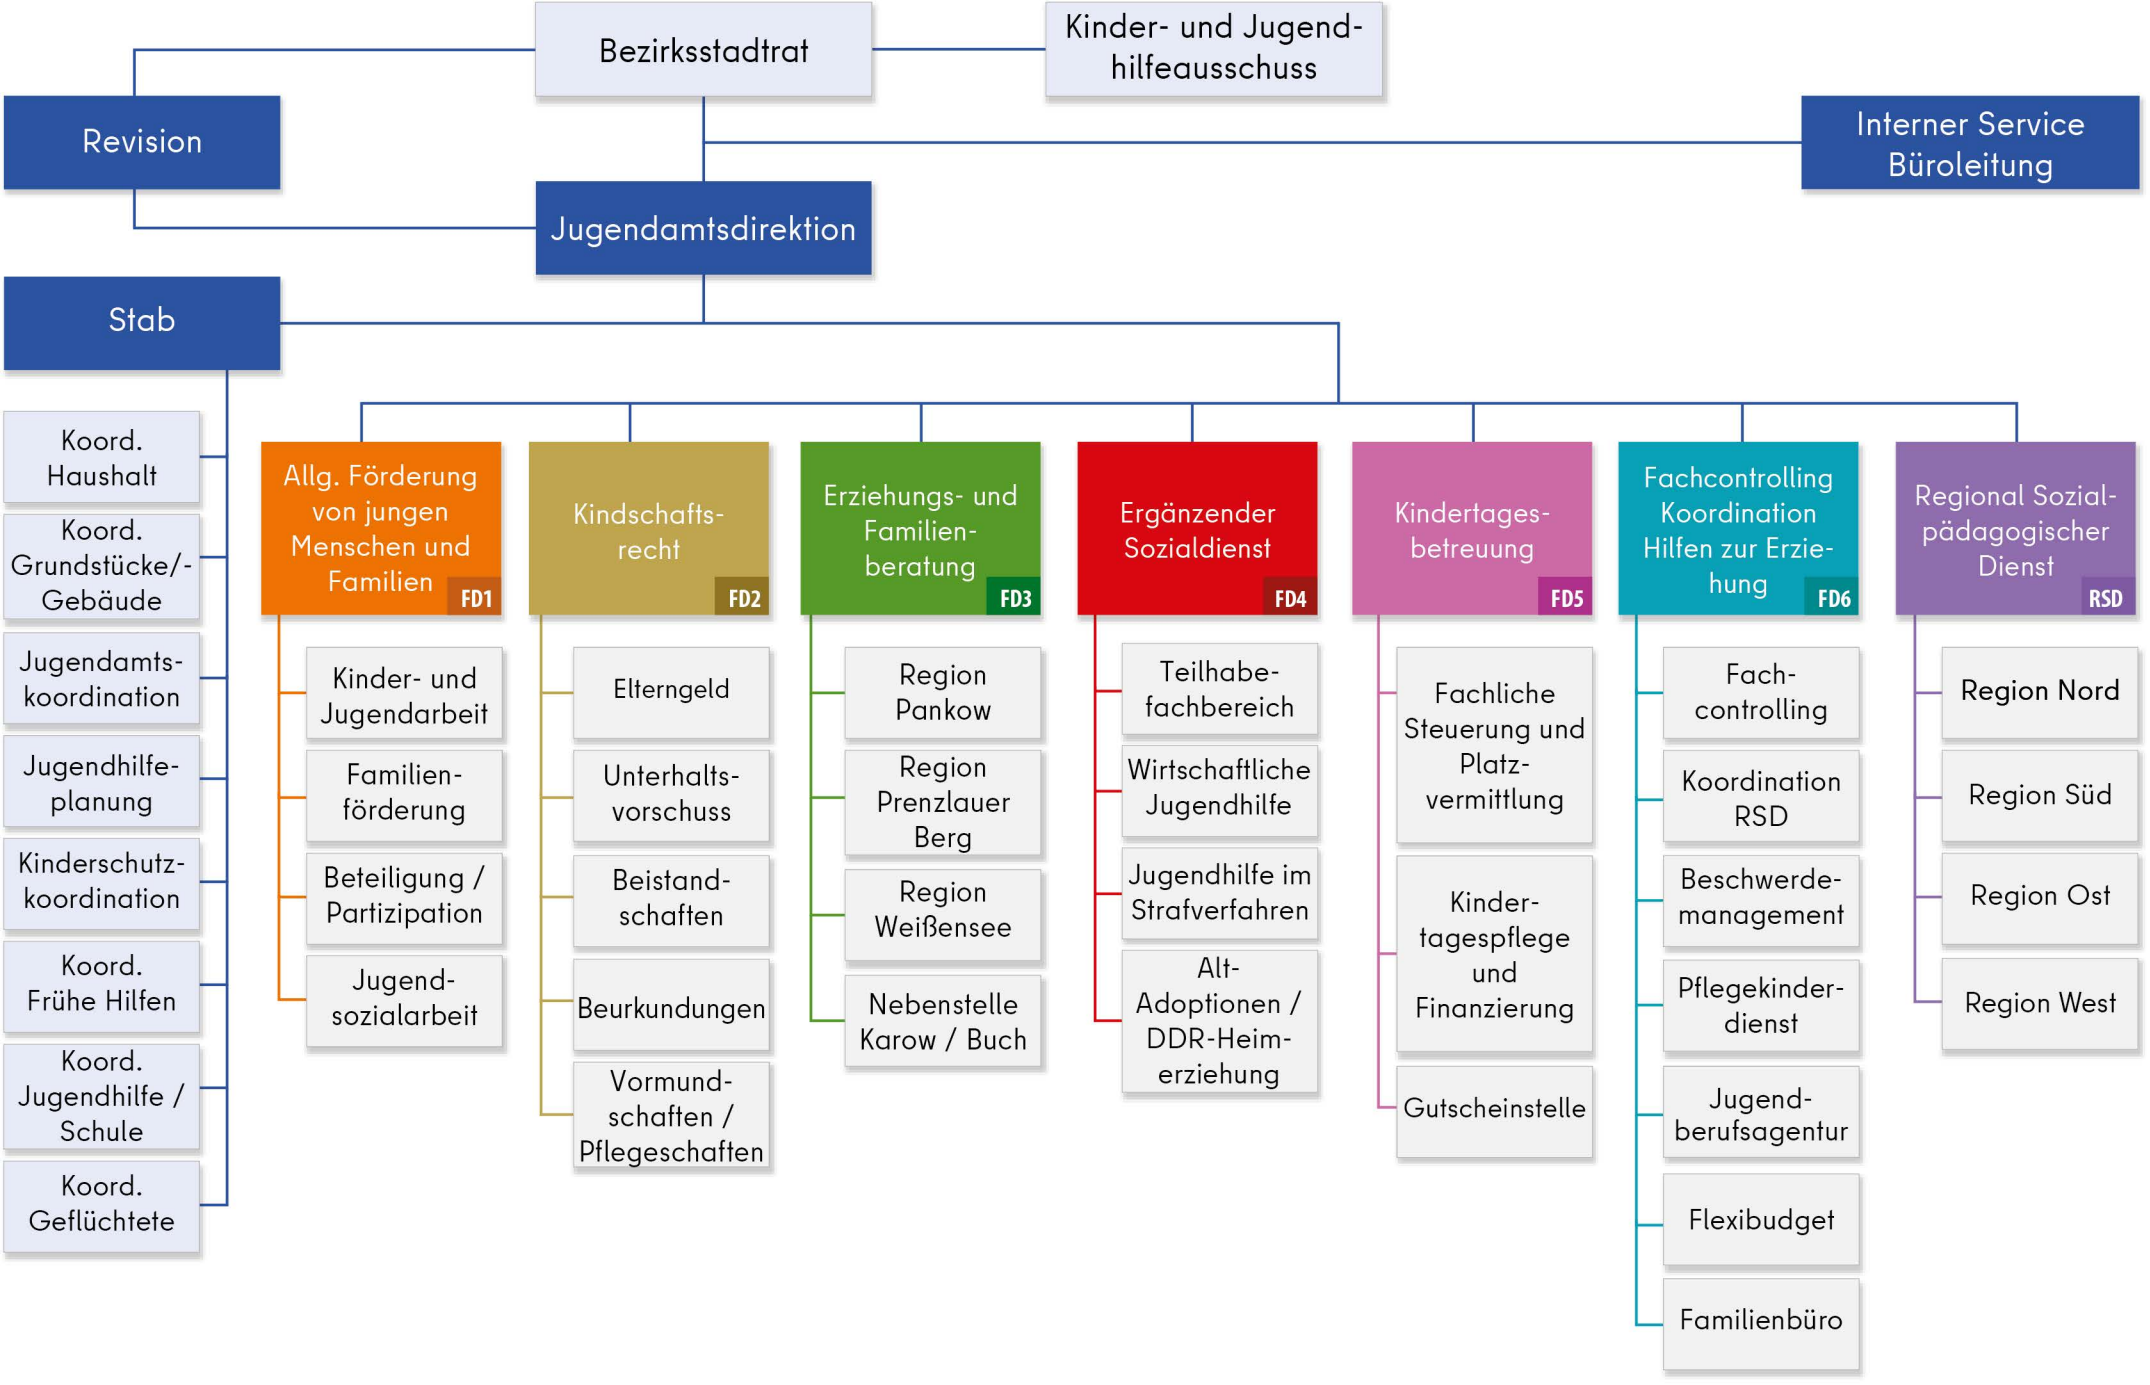 Bezirksstadtrat
Kinder- und Jugend-
hilfeausschuss
Revision
Interner Service
Büroleitung
Jugendamtsdirektion
Stab
Koord.
Haushalt
Koord.
Grundstücke/-
Gebäude
Jugendamts-
koordination
Jugendhilfe-
planung
Kinderschutz-
koordination
Koord.
Frühe Hilfen
Koord.
Jugendhilfe /
Schule
Koord.
Geflüchtete
Allg. Förderung
von jungen
Menschen und
Familien
FD1
Kinder- und
Jugendarbeit
Familien-
förderung
Beteiligung /
Partizipation
Jugend-
sozialarbeit
Kindschafts-
recht
FD2
Elterngeld
Unterhalts-
vorschuss
Beistand-
schaften
Beurkundungen
Vormund-
schaften /
Pflegeschaften
Erziehungs- und
Familien-
beratung
FD3
Region
Pankow
Region
Prenzlauer
Berg
Region
Weißensee
Nebenstelle
Karow / Buch
Ergänzender
Sozialdienst
FD4
Teilhabe-
fachbereich
Wirtschaftliche
Jugendhilfe
Jugendhilfe im
Strafverfahren
Alt-
Adoptionen /
DDR-Heim-
erziehung
Kindertages-
betreuung
FD5
Fachliche
Steuerung und
Platz-
vermittlung
Kinder-
tagespflege
und
Finanzierung
Gutscheinstelle
Fachcontrolling
Koordination
Hilfen zur Erzie-
hung
FD6
Fach-
controlling
Koordination
RSD
Beschwerde-
management
Pflegekinder-
dienst
Jugend-
berufsagentur
Flexibudget
Familienbüro
Regional Sozial-
pädagogischer
Dienst
RSD
Region Nord
Region Süd
Region Ost
Region West